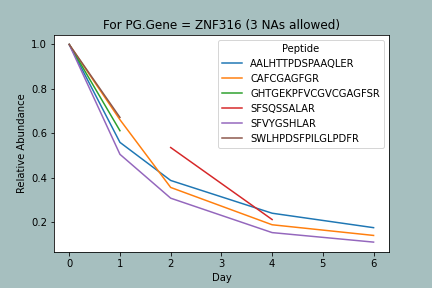 For PG.Gene = ZNF316 (3 NAs allowed)
Relative Abundance
1.0
0.8
0.6
0.4
0.2
Peptide
AALHTTPDSPAAQLER
CAFCGAGFGR
GHTGEKPFVCGVCGAGFSR
SFSQSSALAR
SFVYGSHLAR
SWLHPDSFPILGLPDFR
0 1 2 3 4 5 6
Day